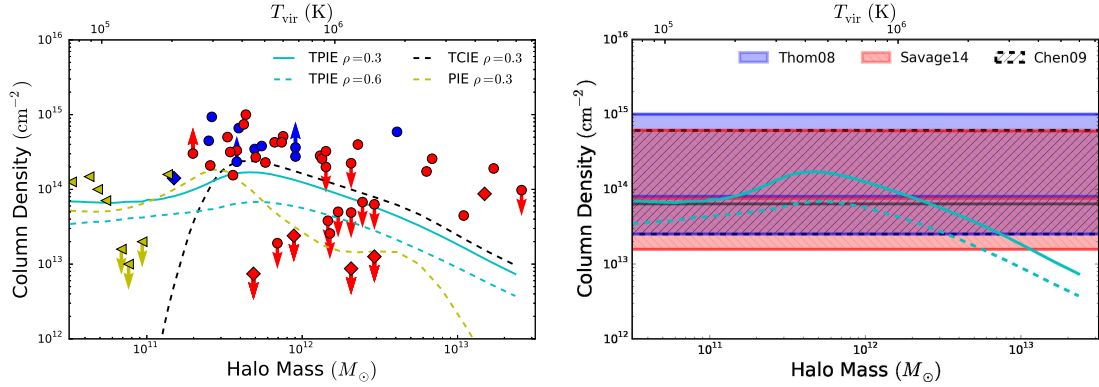 T_vir (K)
10^5 10^6
10^16
10^15
10^14
10^13
10^12
Column Density (cm^−2)
TPIE ρ=0.3
TPIE ρ=0.6
TCIE ρ=0.3
PIE ρ=0.3
10^11 10^12 10^13
Halo Mass (M_⊙)
T_vir (K)
10^5 10^6
10^16
10^15
10^14
10^13
10^12
Column Density (cm^−2)
Thom08 Savage14 Chen09
10^11 10^12 10^13
Halo Mass (M_⊙)